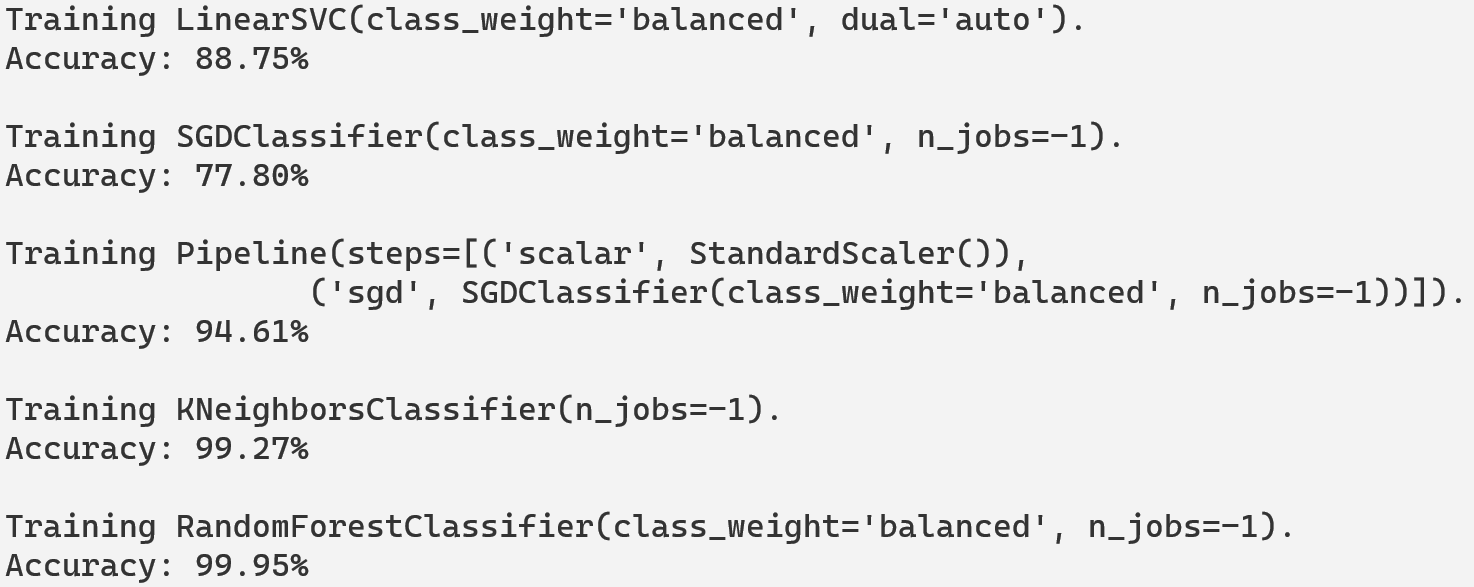 Training LinearSVC(class_weight='balanced', dual='auto').
Accuracy: 88.75%
Training SGDClassifier(class_weight='balanced', n_jobs=-1).
Accuracy: 77.80%
Training Pipeline(steps=[('scalar', StandardScaler()),
('sgd', SGDClassifier(class_weight='balanced', n_jobs=-1))]).
Accuracy: 94.61%
Training KNeighborsClassifier(n_jobs=-1).
Accuracy: 99.27%
Training RandomForestClassifier(class_weight='balanced', n_jobs=-1).
Accuracy: 99.95%